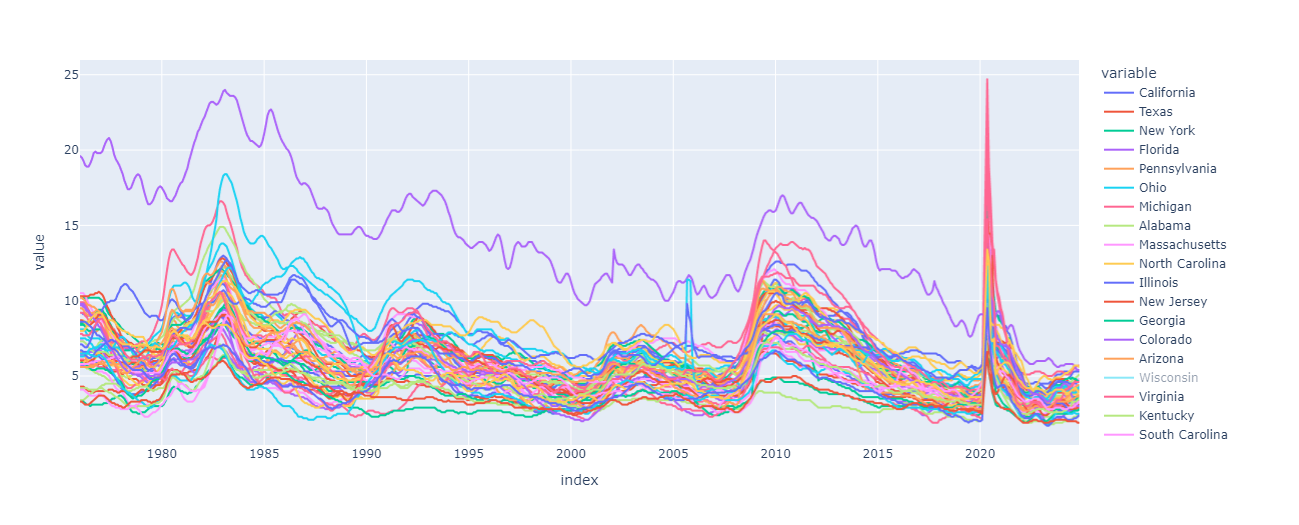 variable
California
Texas
New York
Florida
Pennsylvania
Ohio
Michigan
Alabama
Massachusetts
North Carolina
Illinois
New Jersey
Georgia
Colorado
Arizona
Wisconsin
Virginia
Kentucky
South Carolina
value
25
20
15
10
5
1980 1985 1990 1995 2000 2005 2010 2015 2020
index